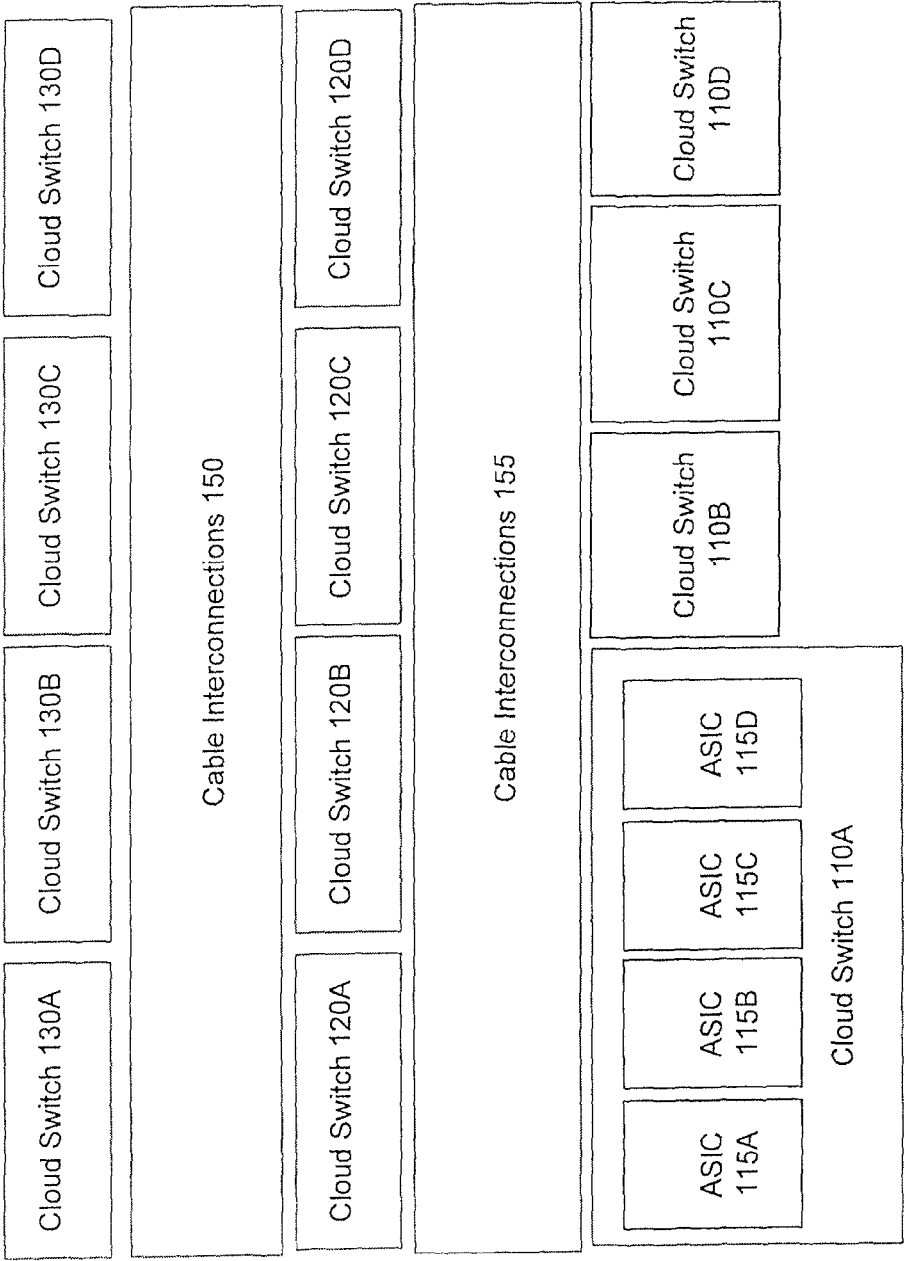 Cloud Switch 130A
Cloud Switch 130B
Cloud Switch 130C
Cloud Switch 130D
Cable Interconnections 150
Cloud Switch 120A
Cloud Switch 120B
Cloud Switch 120C
Cloud Switch 120D
Cable Interconnections 155
ASIC
115A
ASIC
115B
ASIC
115C
ASIC
115D
Cloud Switch 110A
Cloud Switch
110B
Cloud Switch
110C
Cloud Switch
110D